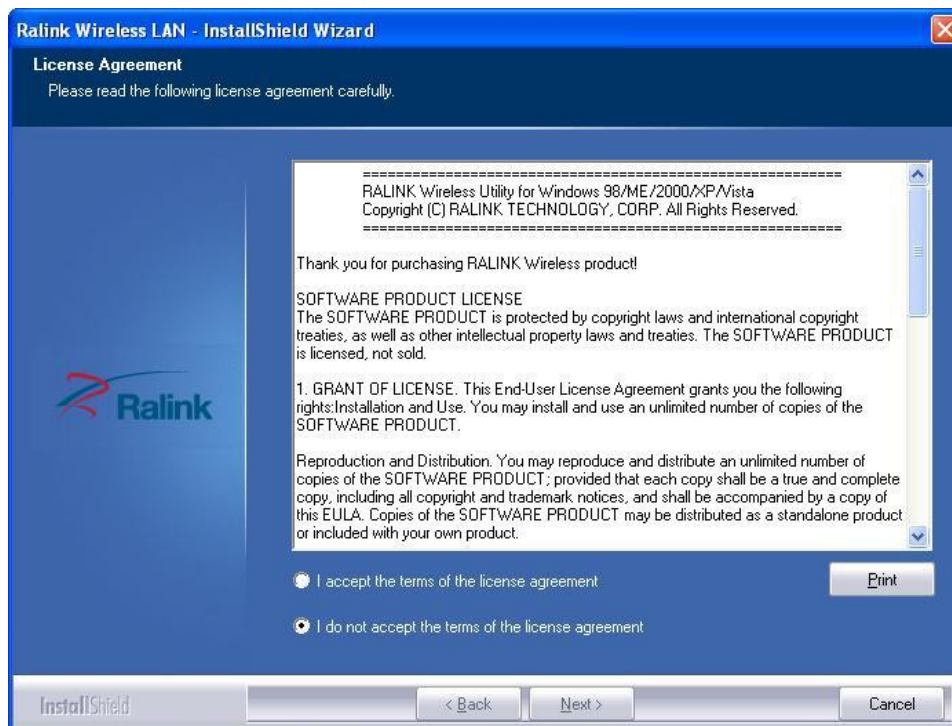 Ralink Wireless LAN - InstallShield Wizard
License Agreement
Please read the following license agreement carefully.
=========================================================
RALINK Wireless Utility for Windows 98/ME/2000/XP/Vista
Copyright (C) RALINK TECHNOLOGY, CORP. All Rights Reserved.
=========================================================
Thank you for purchasing RALINK Wireless product!
SOFTWARE PRODUCT LICENSE
The SOFTWARE PRODUCT is protected by copyright laws and international copyright
treaties, as well as other intellectual property laws and treaties. The SOFTWARE PRODUCT
is licensed, not sold.
1. GRANT OF LICENSE. This End-User License Agreement grants you the following
rights:Installation and Use. You may install and use an unlimited number of copies of the
SOFTWARE PRODUCT.
Reproduction and Distribution. You may reproduce and distribute an unlimited number of
copies of the SOFTWARE PRODUCT; provided that each copy shall be a true and complete
copy, including all copyright and trademark notices, and shall be accompanied by a copy of
this EULA. Copies of the SOFTWARE PRODUCT may be distributed as a standalone product
or included with your own product.
Ralink
I accept the terms of the license agreement
Print
I do not accept the terms of the license agreement
InstallShield
< Back
Next >
Cancel